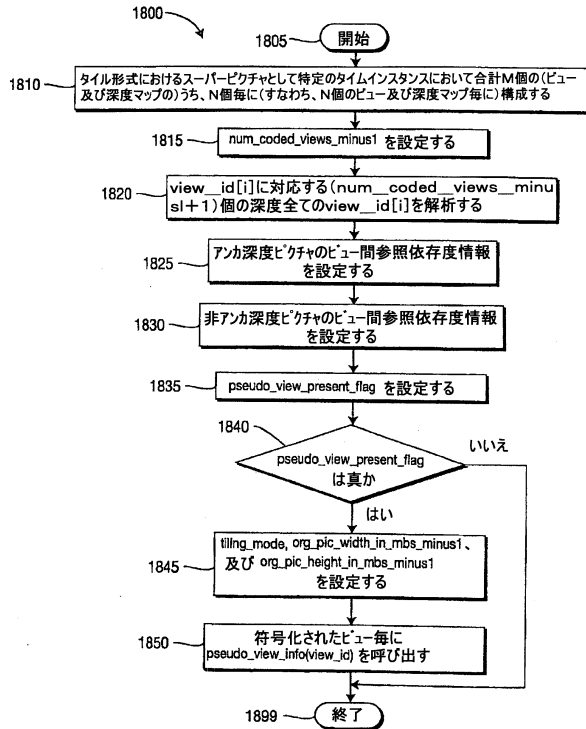 1800
1805
開始
1810
タイル形式におけるスーパーピクチャとして特定のタイムインスタンスにおいて合計M個の(ビュー
及び深度マップの)うち、N個毎に(すなわち、N個のビュー及び深度マップ毎に)構成する
1815
num_coded_views_minus1 を設定する
1820
view__id[i]に対応する(num__coded__views__minu
sl+1)個の深度全てのview__id[i]を解析する
1825
アンカ深度ピクチャのビュー間参照依存度情報
を設定する
1830
非アンカ深度ピクチャのビュー間参照依存度情報
を設定する
1835
pseudo_view_present_flag を設定する
1840
pseudo_view_present_flag
は真か
いいえ
はい
1845
tiling_mode, org_pic_width_in_mbs_minus1、
及び org_pic_height_in_mbs_minus1
を設定する
1850
符号化されたビュー毎に
pseudo_view_info(view_id) を呼び出す
1899
終了